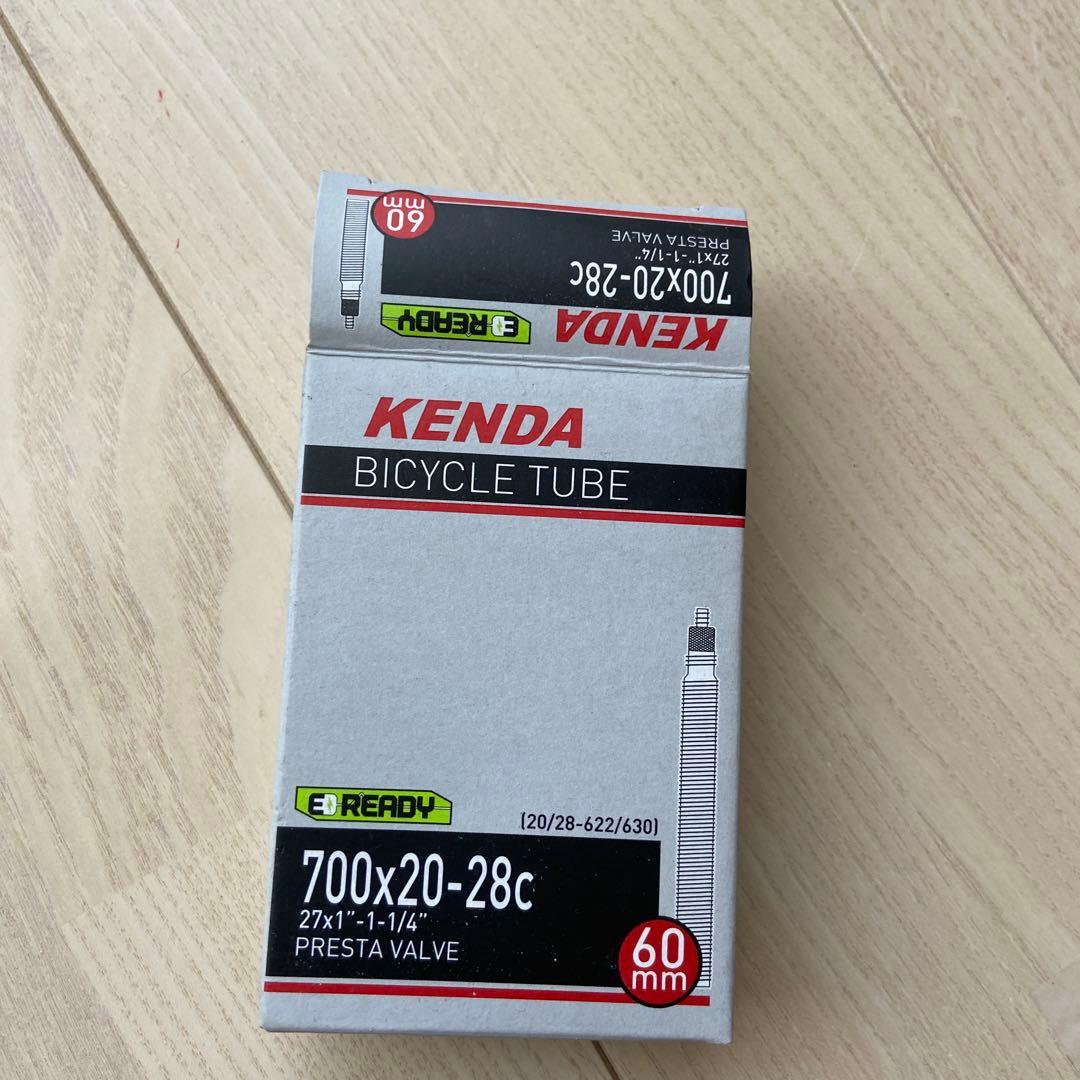 60
mm
PRESTA VALVE
27x1"-1-1/4"
700x20-28c
READY
KENDA
KENDA
BICYCLE TUBE
READY
(20/28-622/630)
700x20-28c
27x1"-1-1/4"
PRESTA VALVE
60
mm